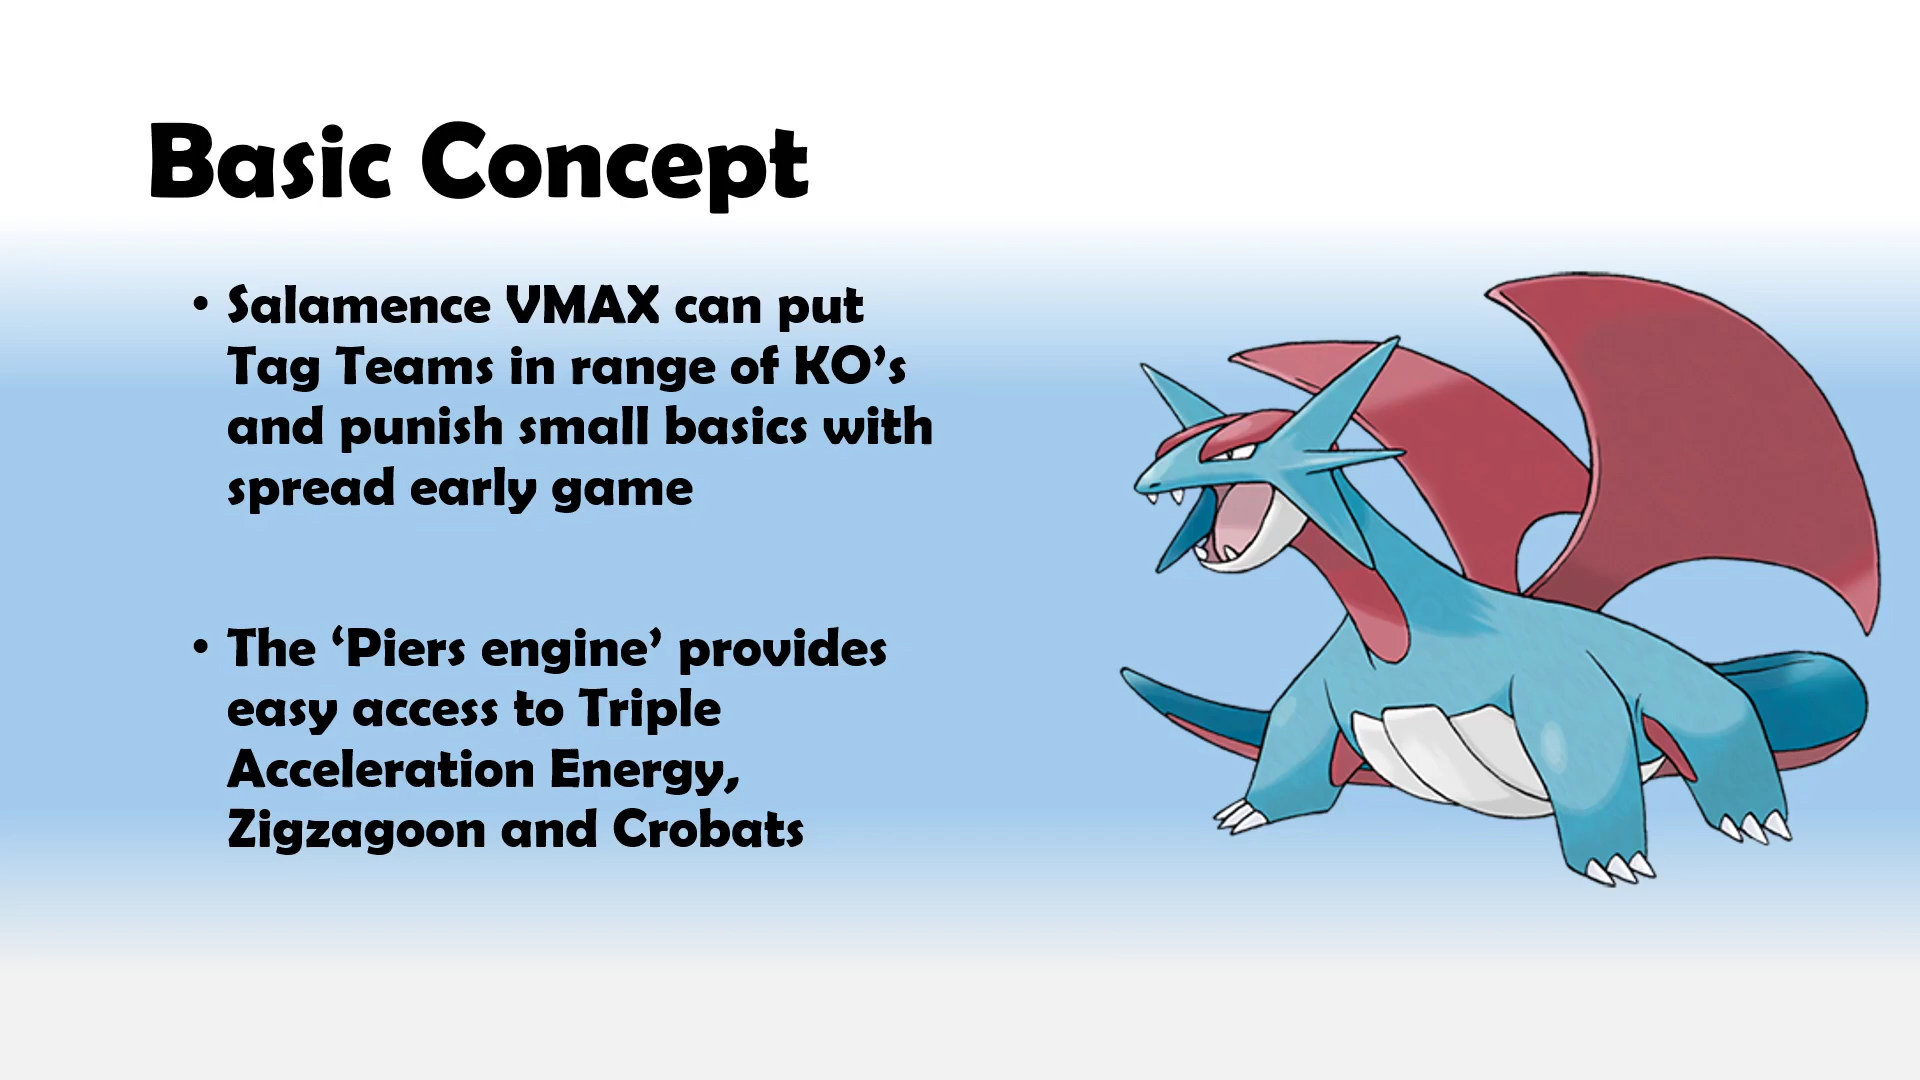 Basic Concept
• Salamence VMAX can put
Tag Teams in range of KO’s
and punish small basics with
spread early game
• The ‘Piers engine’ provides
easy access to Triple
Acceleration Energy,
Zigzagoon and Crobats